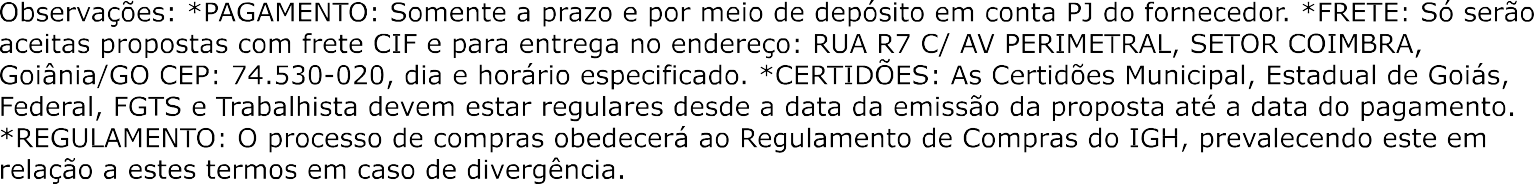 Observações: *PAGAMENTO: Somente a prazo e por meio de depósito em conta PJ do fornecedor. *FRETE: Só serão
aceitas propostas com frete CIF e para entrega no endereço: RUA R7 C/ AV PERIMETRAL, SETOR COIMBRA,
Goiânia/GO CEP: 74.530-020, dia e horário especificado. *CERTIDÕES: As Certidões Municipal, Estadual de Goiás,
Federal, FGTS e Trabalhista devem estar regulares desde a data da emissão da proposta até a data do pagamento.
*REGULAMENTO: O processo de compras obedecerá ao Regulamento de Compras do IGH, prevalecendo este em
relação a estes termos em caso de divergência.